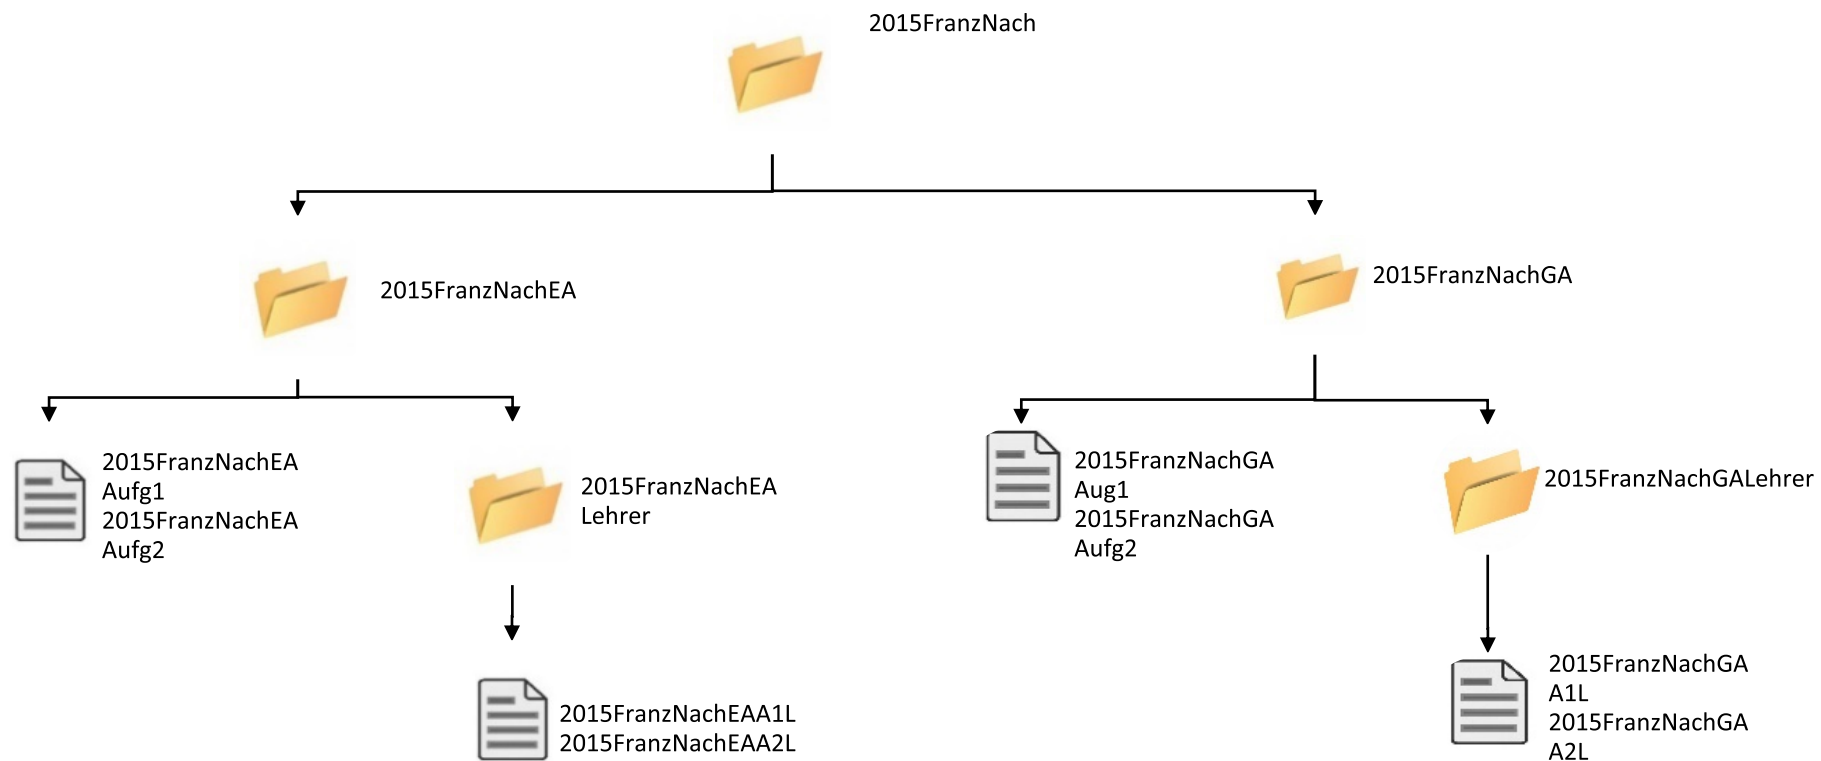 2015FranzNach
2015FranzNachEA
2015FranzNachGA
2015FranzNachEA
Aufg1
2015FranzNachEA
Aufg2
2015FranzNachEA
Lehrer
2015FranzNachGA
Aug1
2015FranzNachGA
Aufg2
2015FranzNachGALehrer
2015FranzNachEAA1L
2015FranzNachEAA2L
2015FranzNachGA
A1L
2015FranzNachGA
A2L